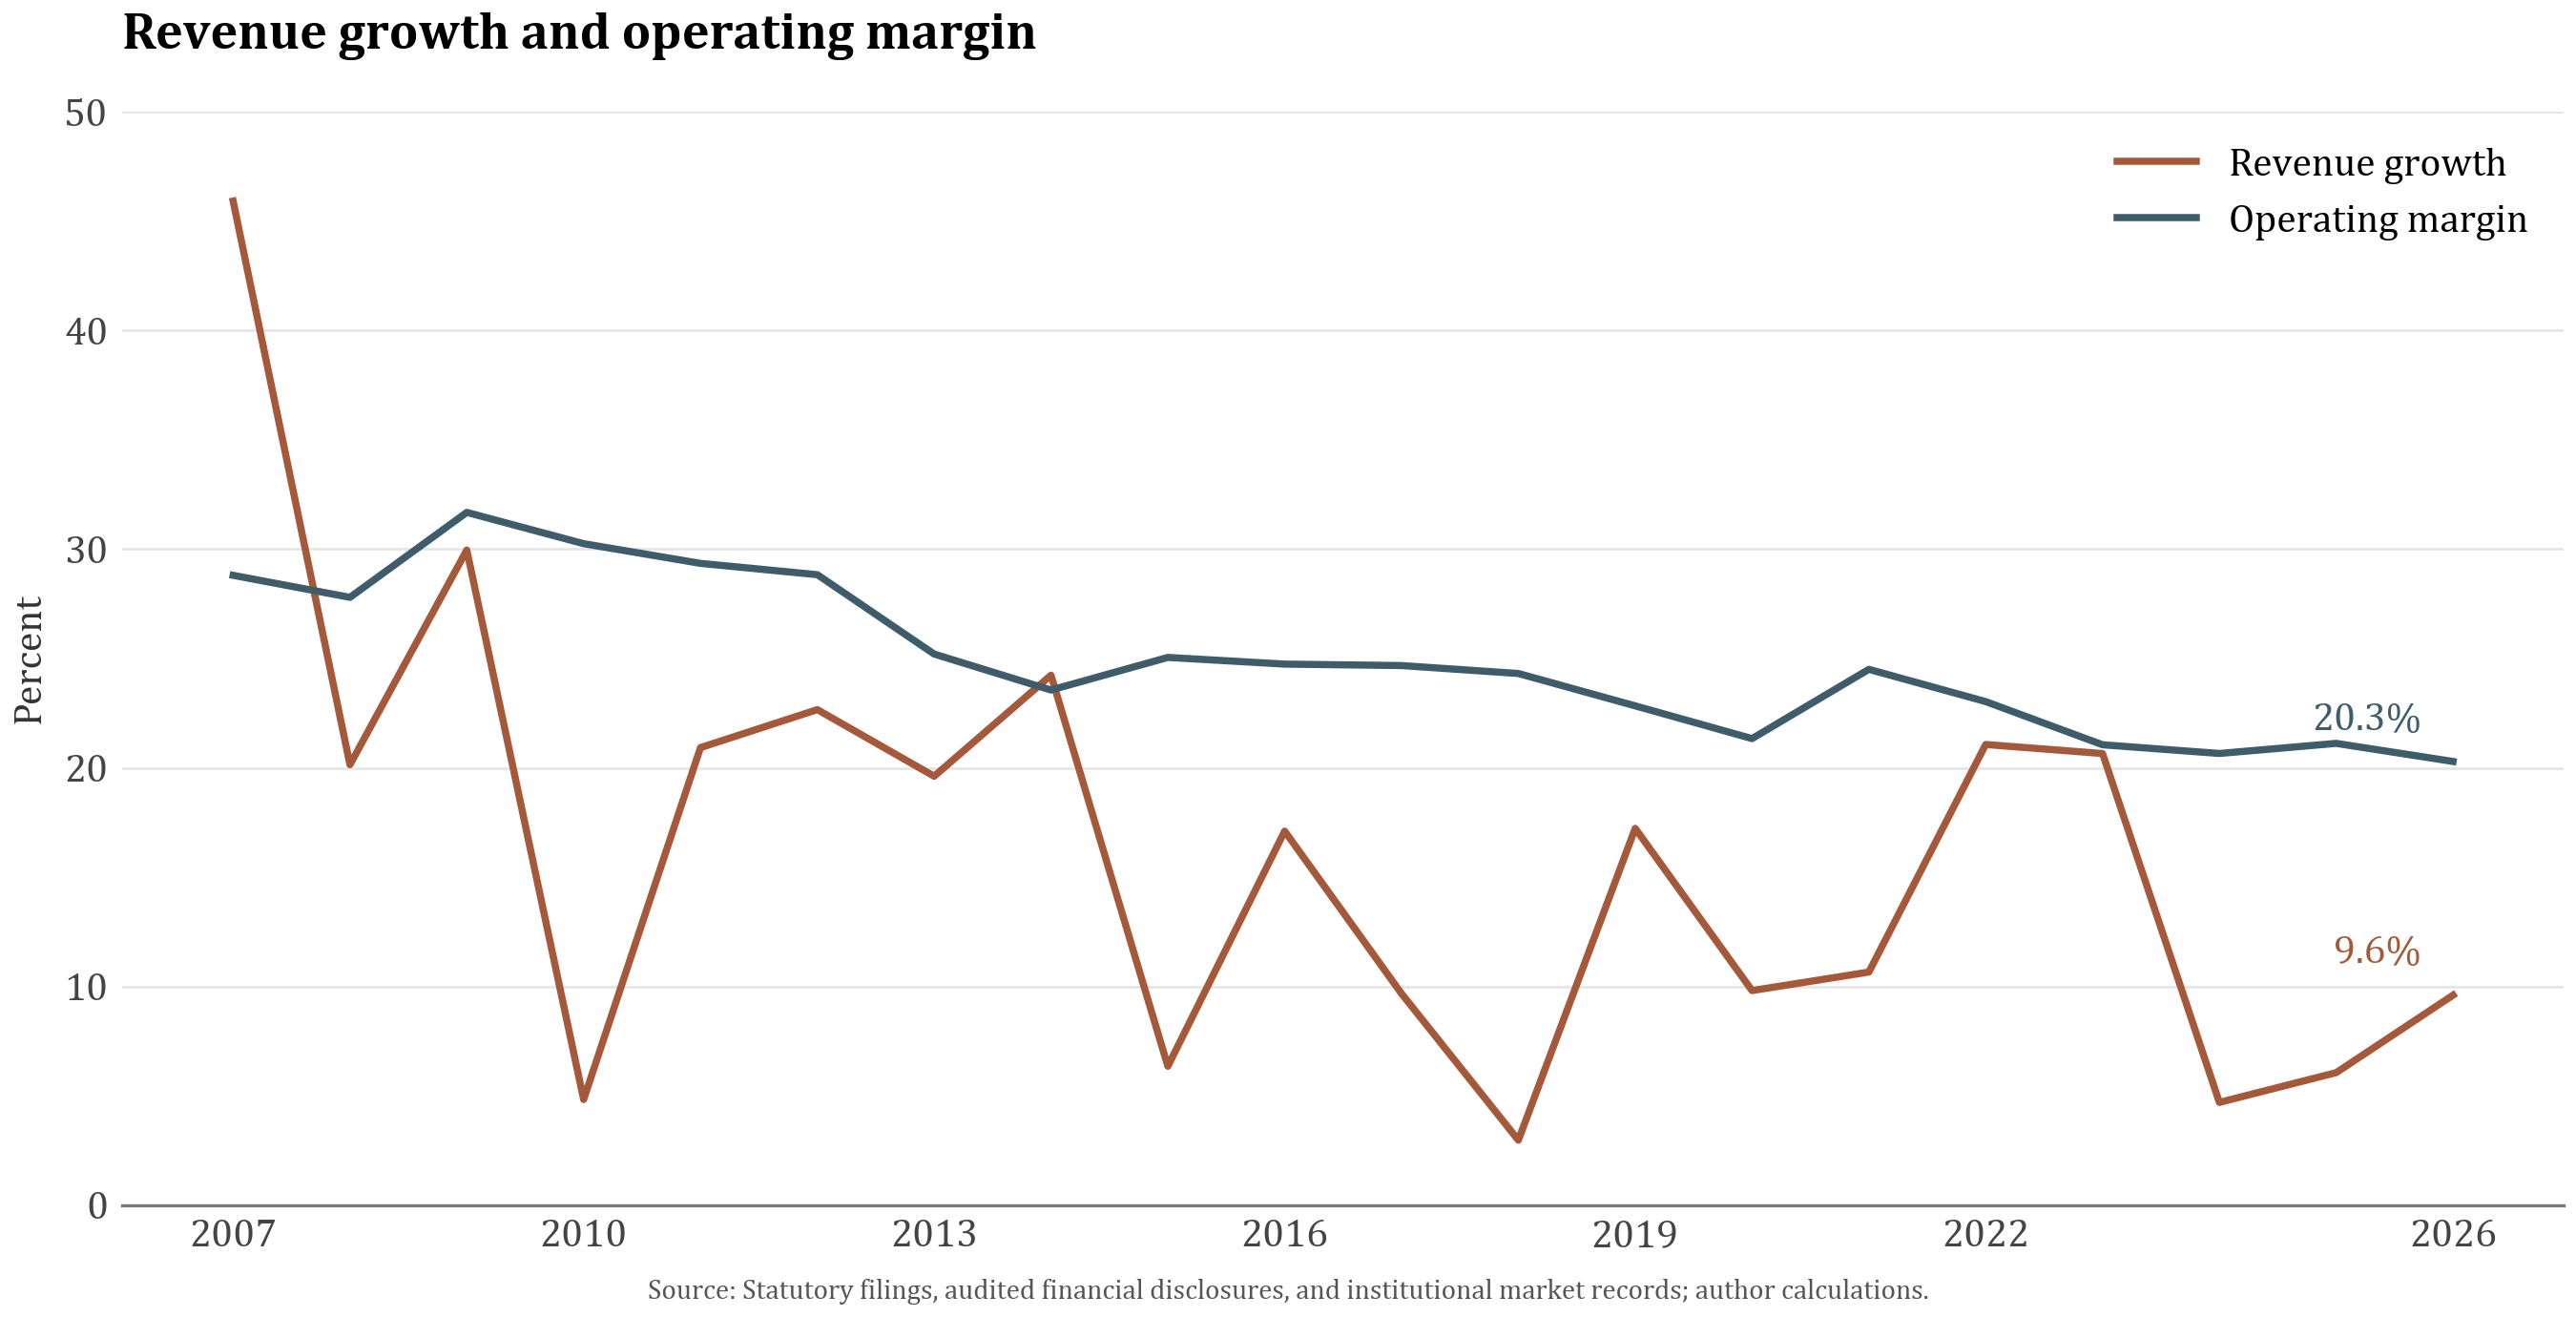 Revenue growth and operating margin
50
Revenue growth
Operating margin
40
30
Percent
20.3%
20
9.6%
10
0
2007 2010 2013 2016 2019 2022 2026
Source: Statutory filings, audited financial disclosures, and institutional market records; author calculations.